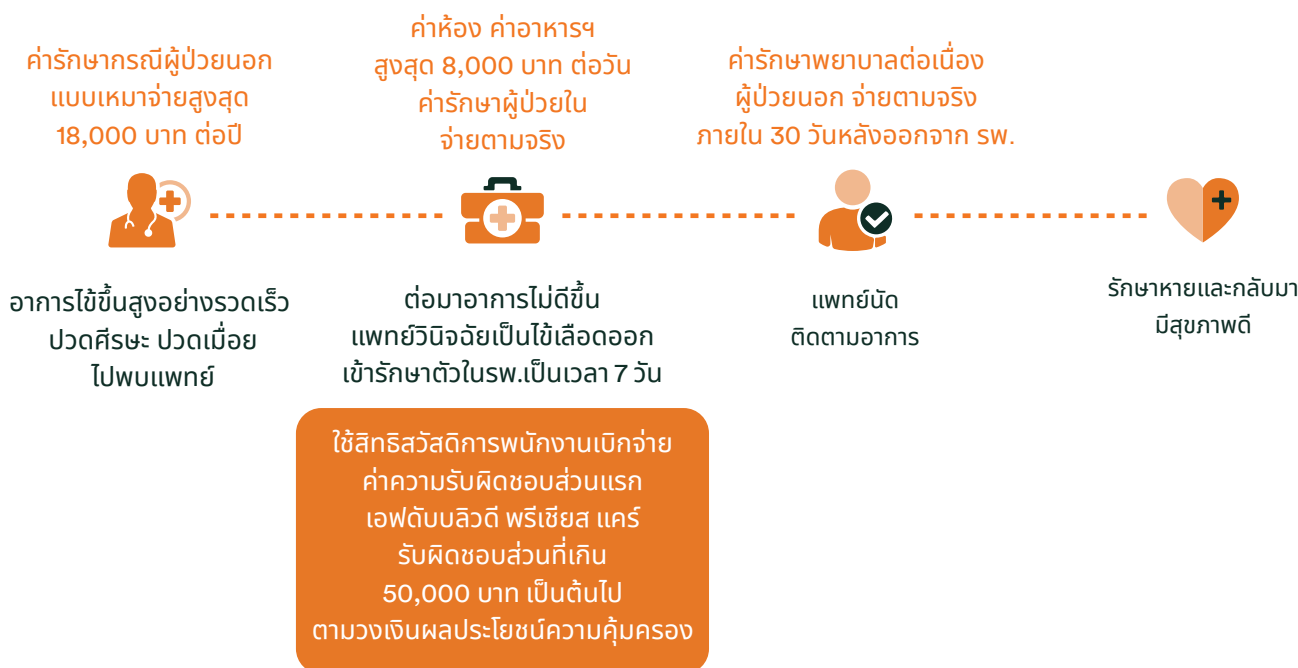 ค่ารักษากรณีผู้ป่วยนอก
แบบเหมาจ่ายสูงสุด
18,000 บาท ต่อปี
อาการไข้ขึ้นสูงอย่างรวดเร็ว
ปวดศีรษะ ปวดเมื่อย
ไปพบแพทย์
ค่าห้อง ค่าอาหารฯ
สูงสุด 8,000 บาท ต่อวัน
ค่ารักษาผู้ป่วยใน
จ่ายตามจริง
ต่อมาอาการไม่ดีขึ้น
แพทย์วินิจฉัยเป็นไข้เลือดออก
เข้ารักษาตัวในรพ.เป็นเวลา 7 วัน
ใช้สิทธิสวัสดิการพนักงานเบิกจ่าย
ค่าความรับผิดชอบส่วนแรก
เอฟดับบลิวดี พรีเชียส แคร์
รับผิดชอบส่วนที่เกิน
50,000 บาท เป็นต้นไป
ตามวงเงินผลประโยชน์ความคุ้มครอง
ค่ารักษาพยาบาลต่อเนื่อง
ผู้ป่วยนอก จ่ายตามจริง
ภายใน 30 วันหลังออกจาก รพ.
แพทย์นัด
ติดตามอาการ
รักษาหายและกลับมา
มีสุขภาพดี